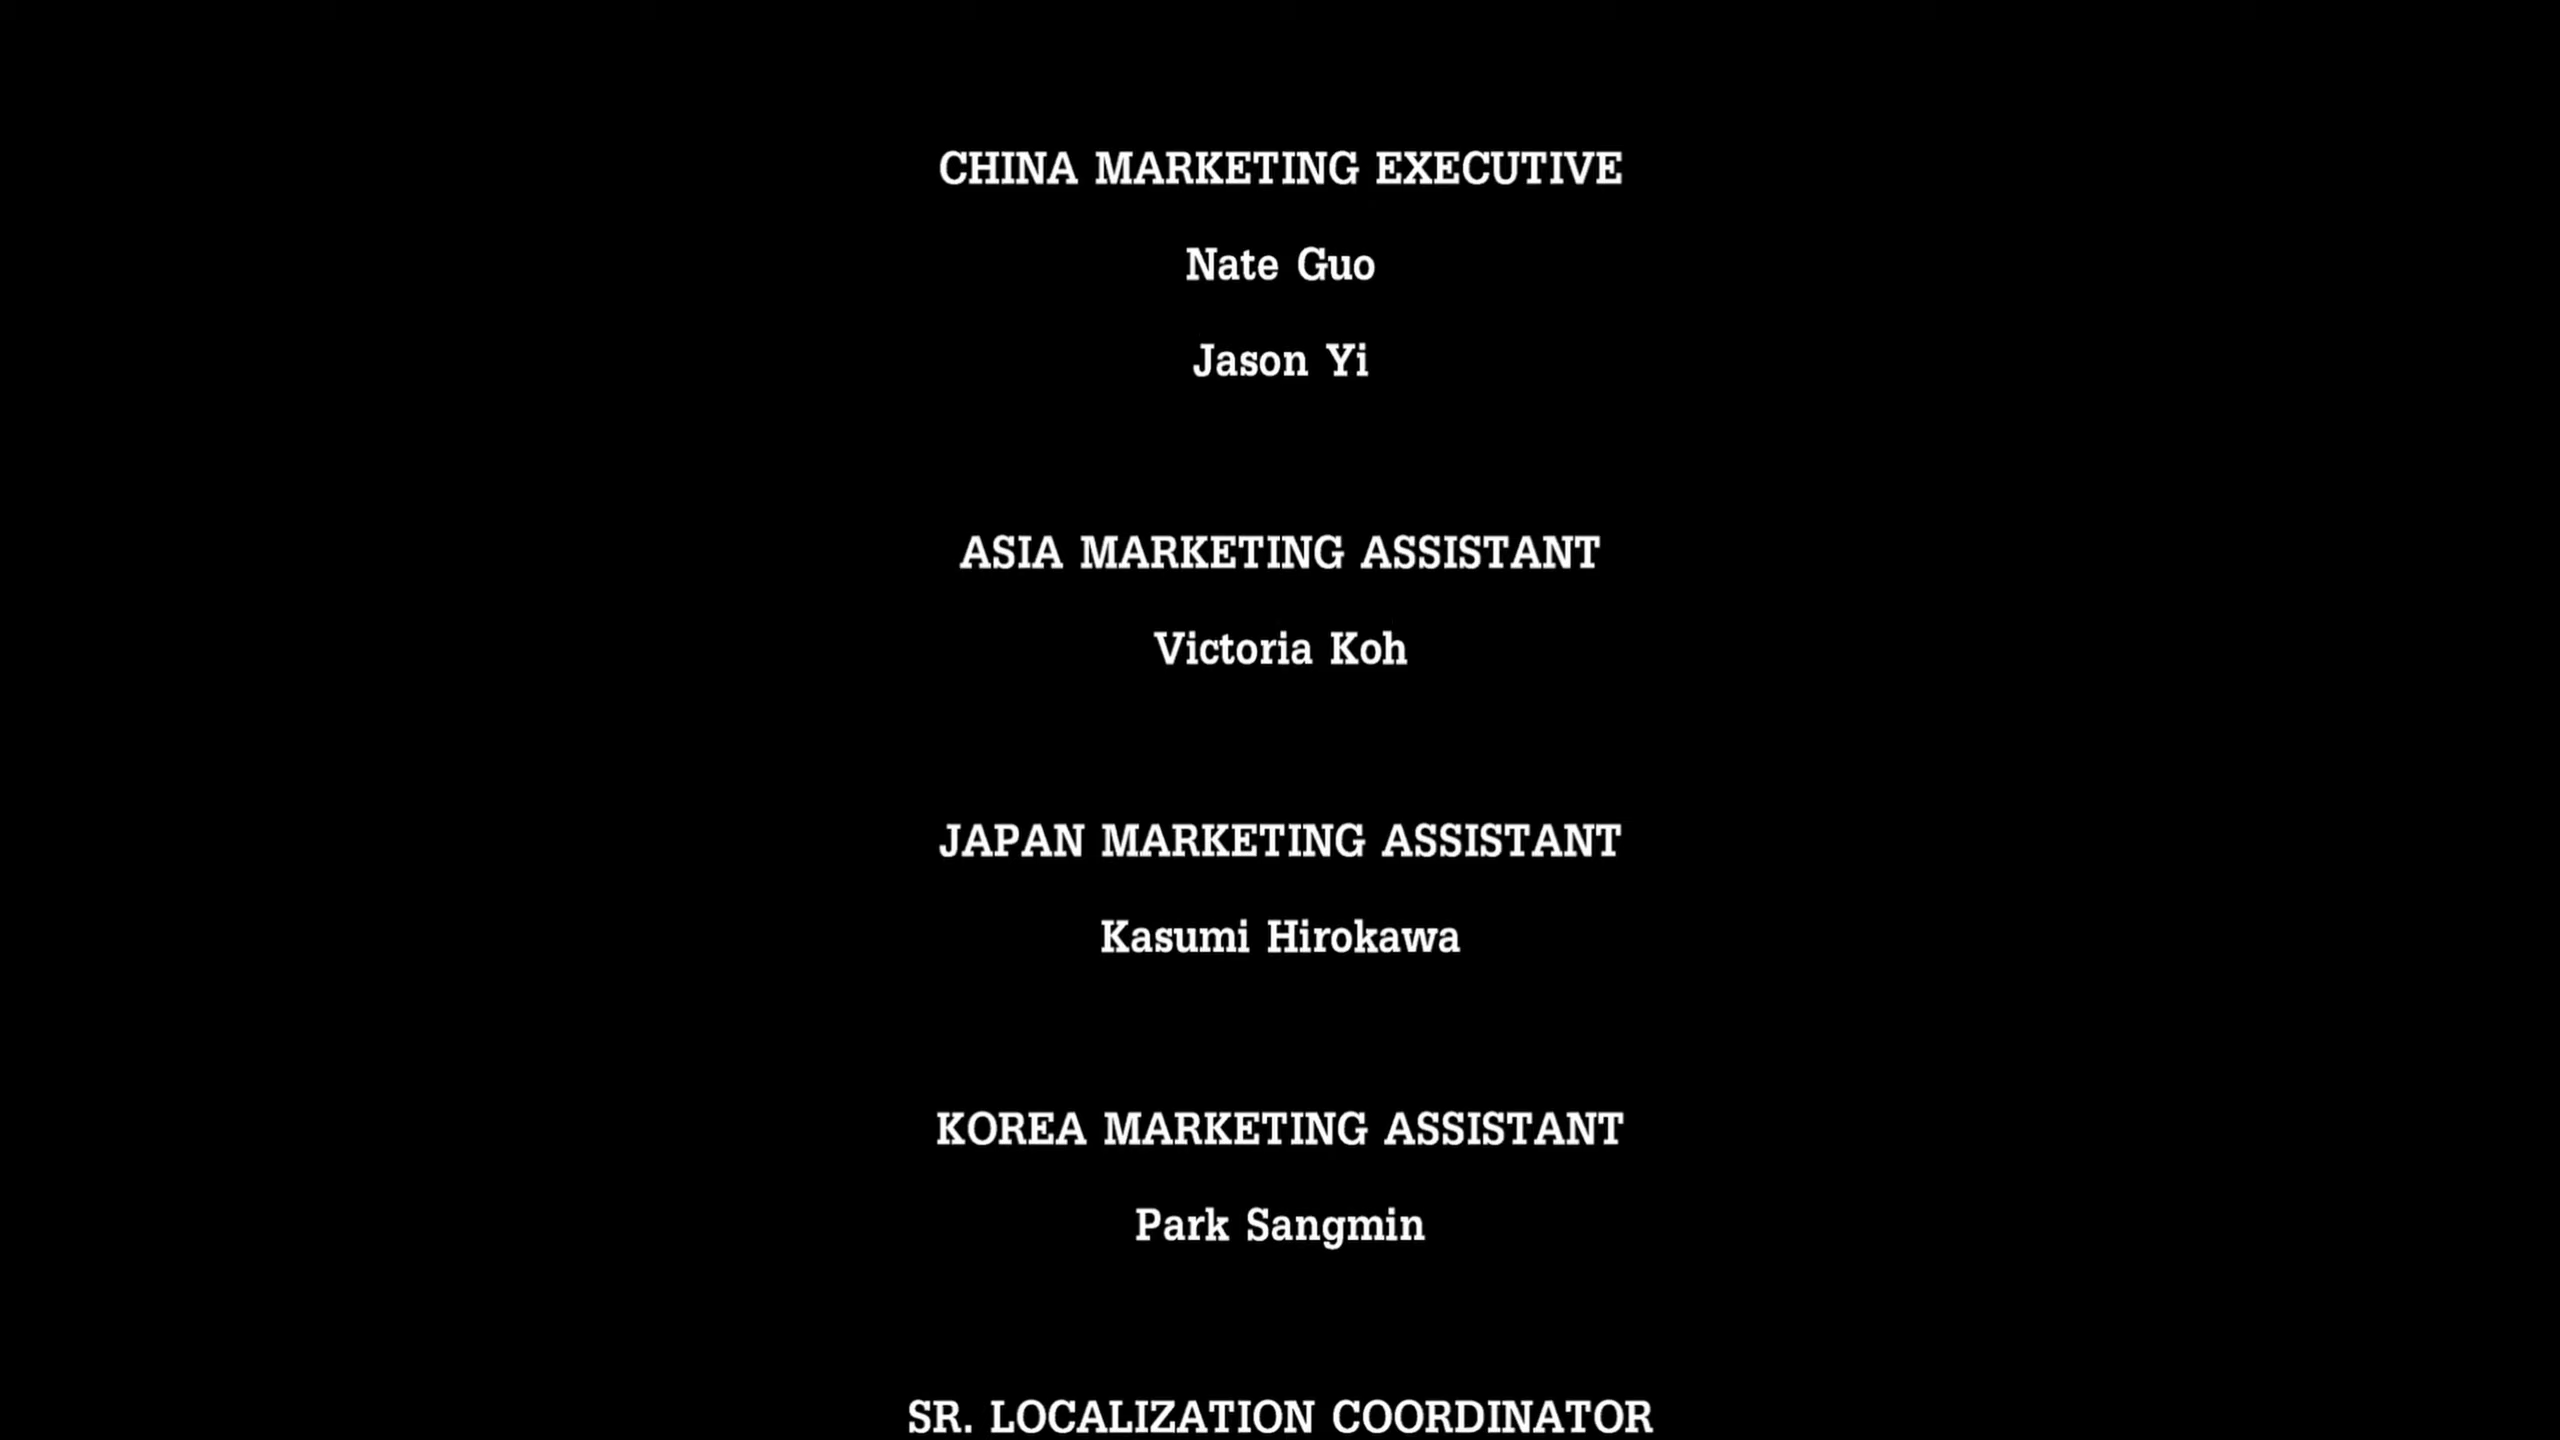 CHINA MARKETING EXECUTIVE
Nate Guo
Jason Yi
ASIA MARKETING ASSISTANT
Victoria Koh
JAPAN MARKETING ASSISTANT
Kasumi Hirokawa
KOREA MARKETING ASSISTANT
Park Sangmin
SR. LOCALIZATION COORDINATOR